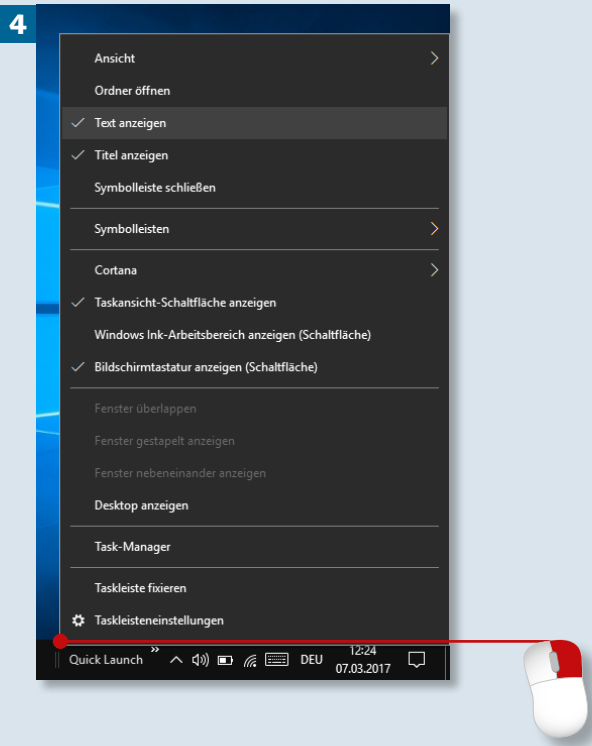 4
Ansicht
Ordner öffnen
Text anzeigen
Titel anzeigen
Symbolleiste schließen
Symbolleisten
Cortana
Taskansicht-Schaltfläche anzeigen
Windows Ink-Arbeitsbereich anzeigen (Schaltfläche)
Bildschirmtastatur anzeigen (Schaltfläche)
Fenster überlappen
Fenster gestapelt anzeigen
Fenster nebeneinander anzeigen
Desktop anzeigen
Task-Manager
Taskleiste fixieren
Taskleisteneinstellungen
Quick Launch » DEU 12:24
07.03.2017